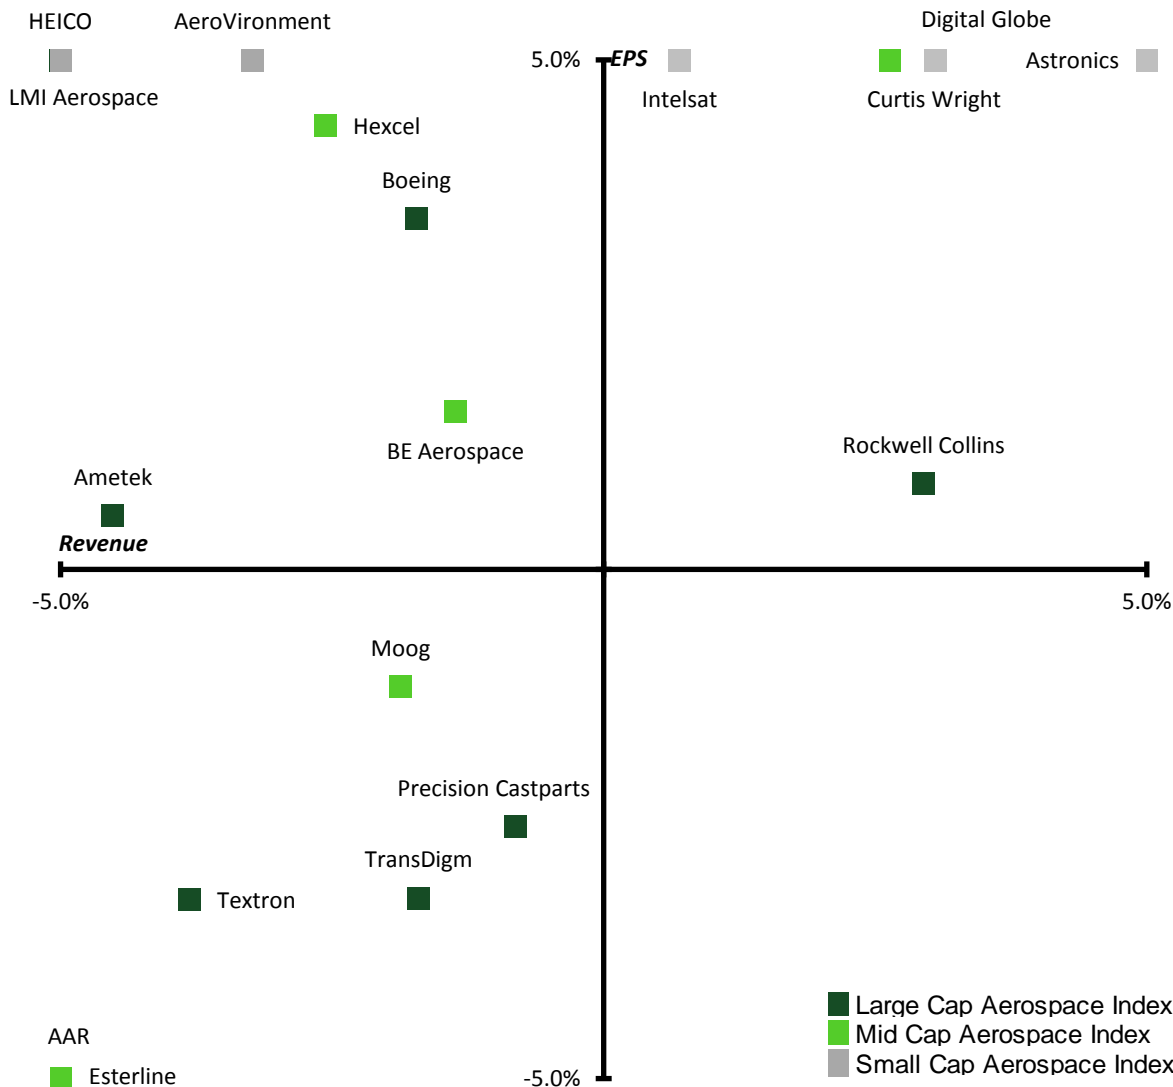 HEICO
AeroVironment
Digital Globe
5.0%
EPS
Astronics
LMI Aerospace
Intelsat
Curtis Wright
Hexcel
Boeing
BE Aerospace
Rockwell Collins
Ametek
Revenue
-5.0%
5.0%
Moog
Precision Castparts
TransDigm
Textron
Large Cap Aerospace Index
Mid Cap Aerospace Index
Small Cap Aerospace Index
AAR
Esterline
-5.0%